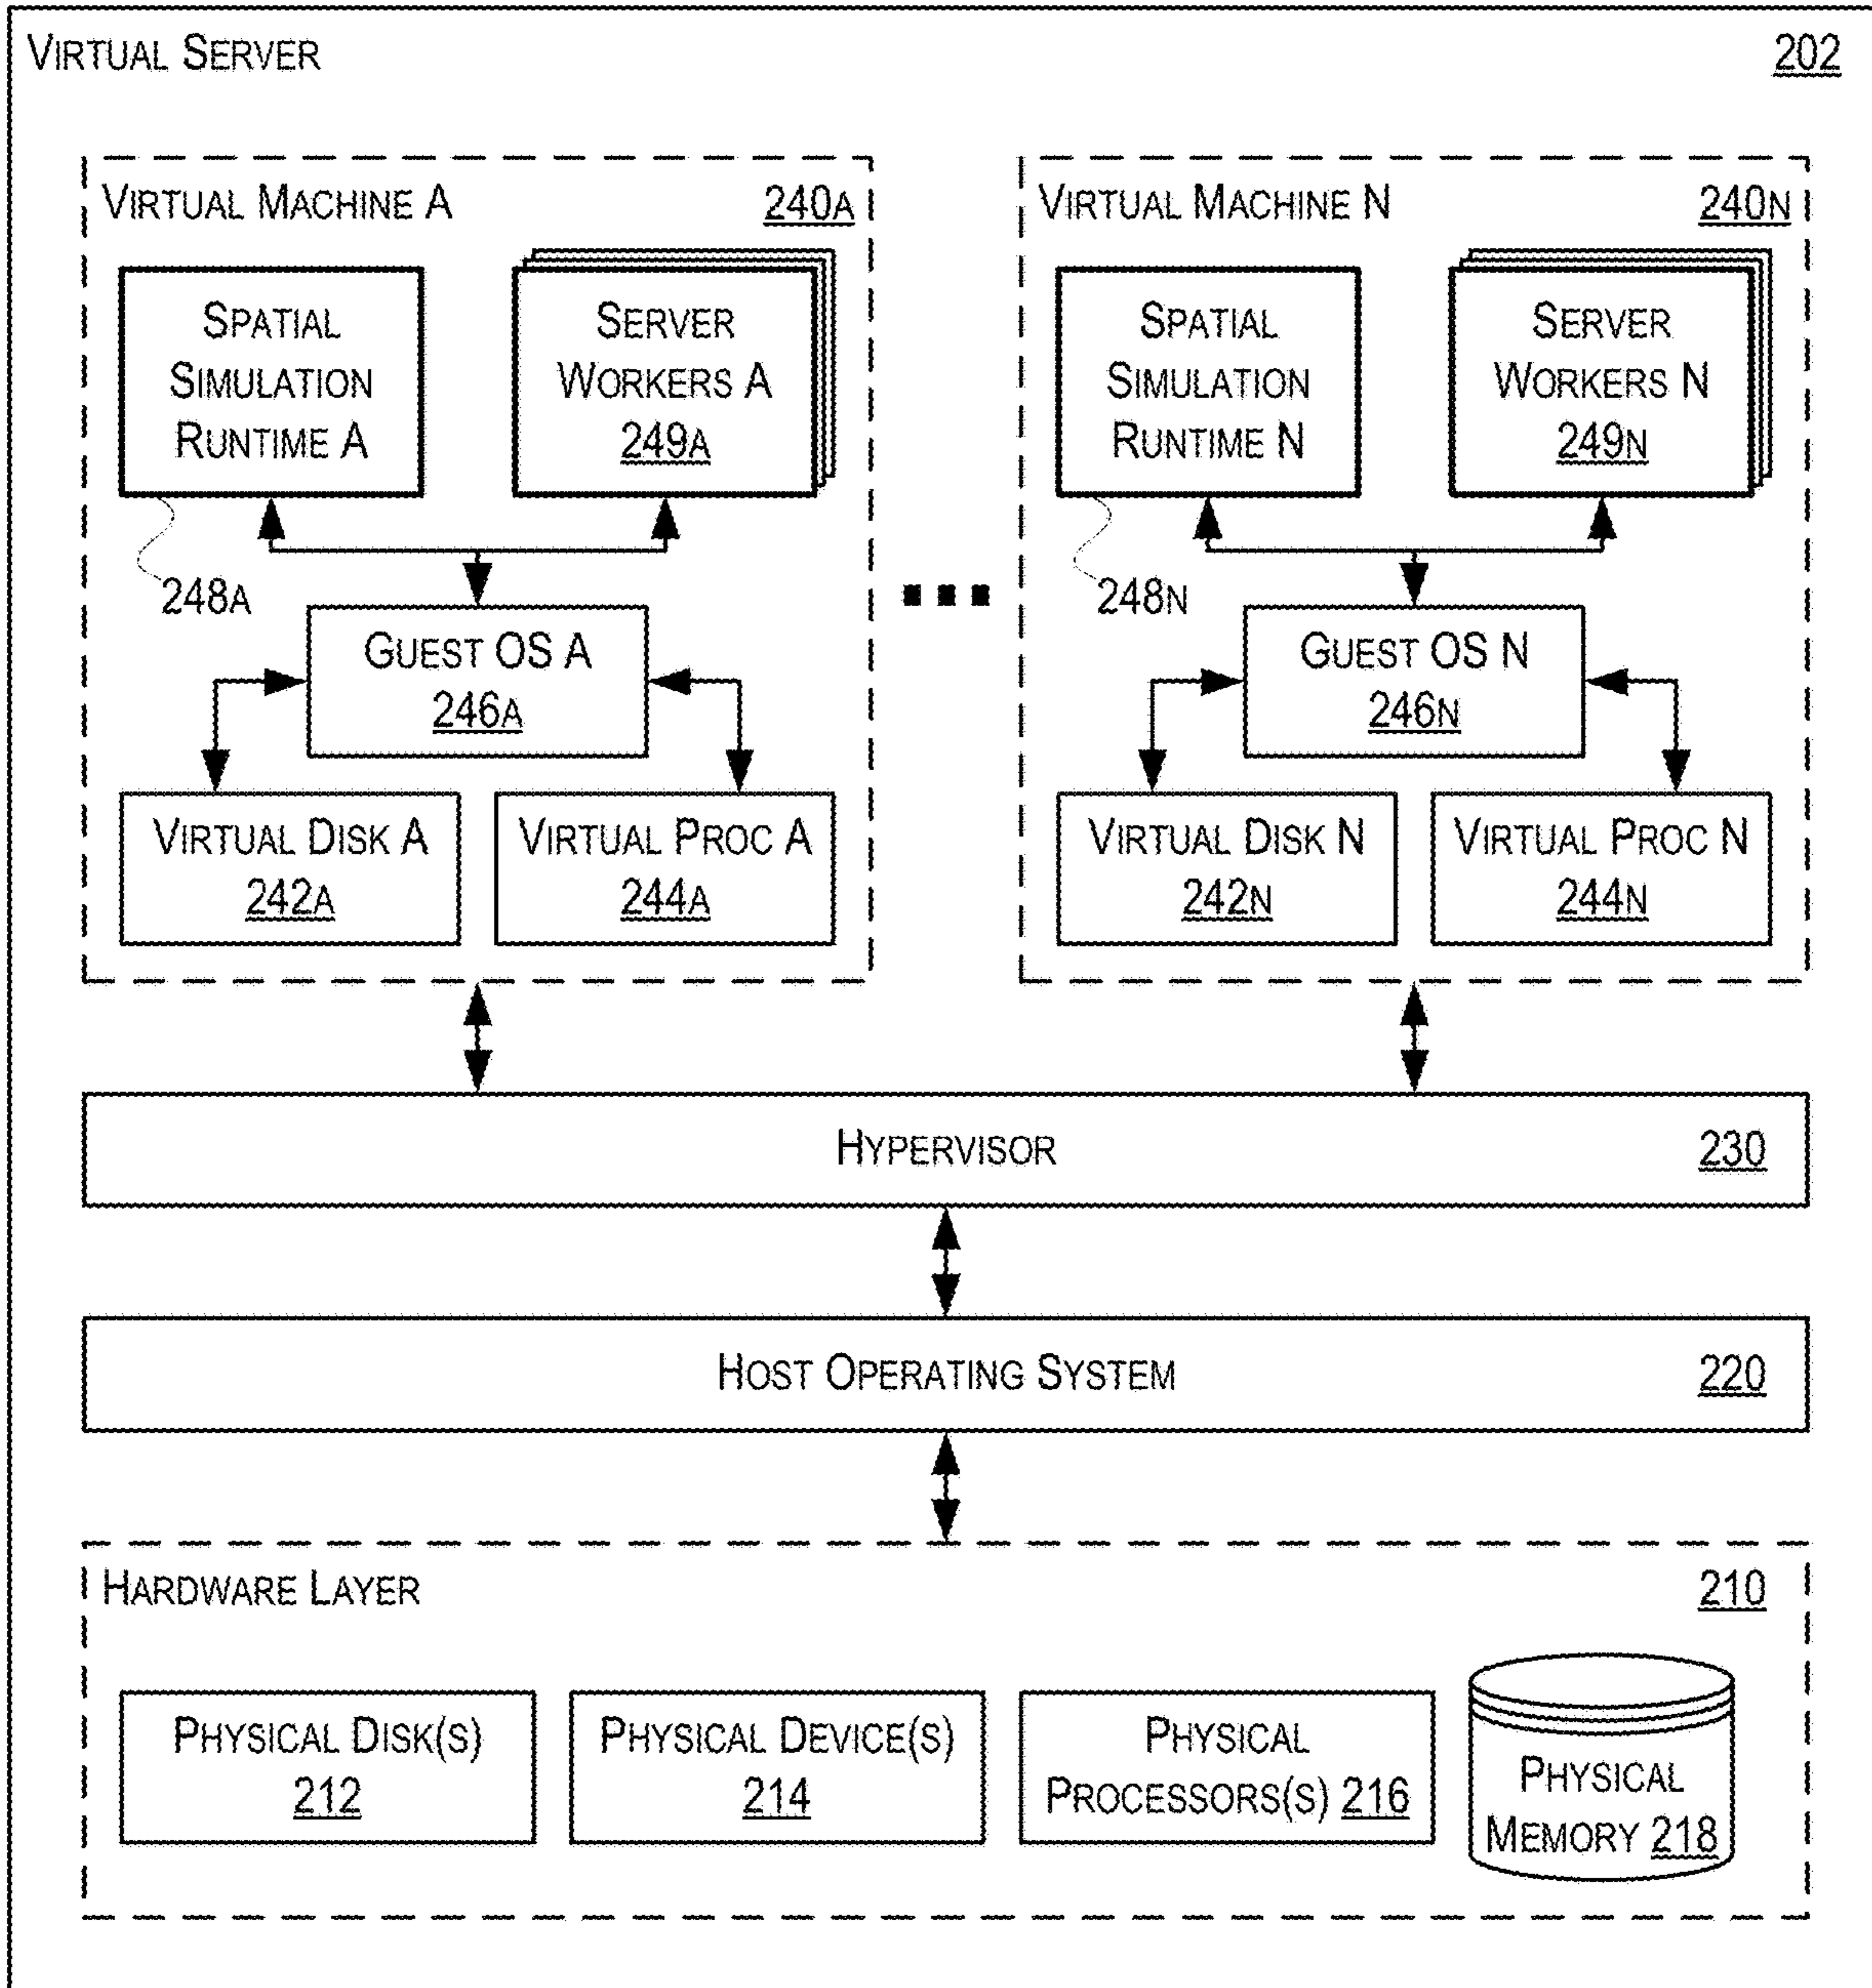 VIRTUAL SERVER 202
VIRTUAL MACHINE A 240A
SPATIAL
SIMULATION
RUNTIME A
SERVER
WORKERS A
249A
248A
GUEST OS A
246A
VIRTUAL DISK A
242A
VIRTUAL PROC A
244A
VIRTUAL MACHINE N 240N
SPATIAL
SIMULATION
RUNTIME N
SERVER
WORKERS N
249N
248N
GUEST OS N
246N
VIRTUAL DISK N
242N
VIRTUAL PROC N
244N
HYPERVISOR 230
HOST OPERATING SYSTEM 220
HARDWARE LAYER 210
PHYSICAL DISK(S)
212
PHYSICAL DEVICE(S)
214
PHYSICAL
PROCESSORS(S) 216
PHYSICAL
MEMORY 218